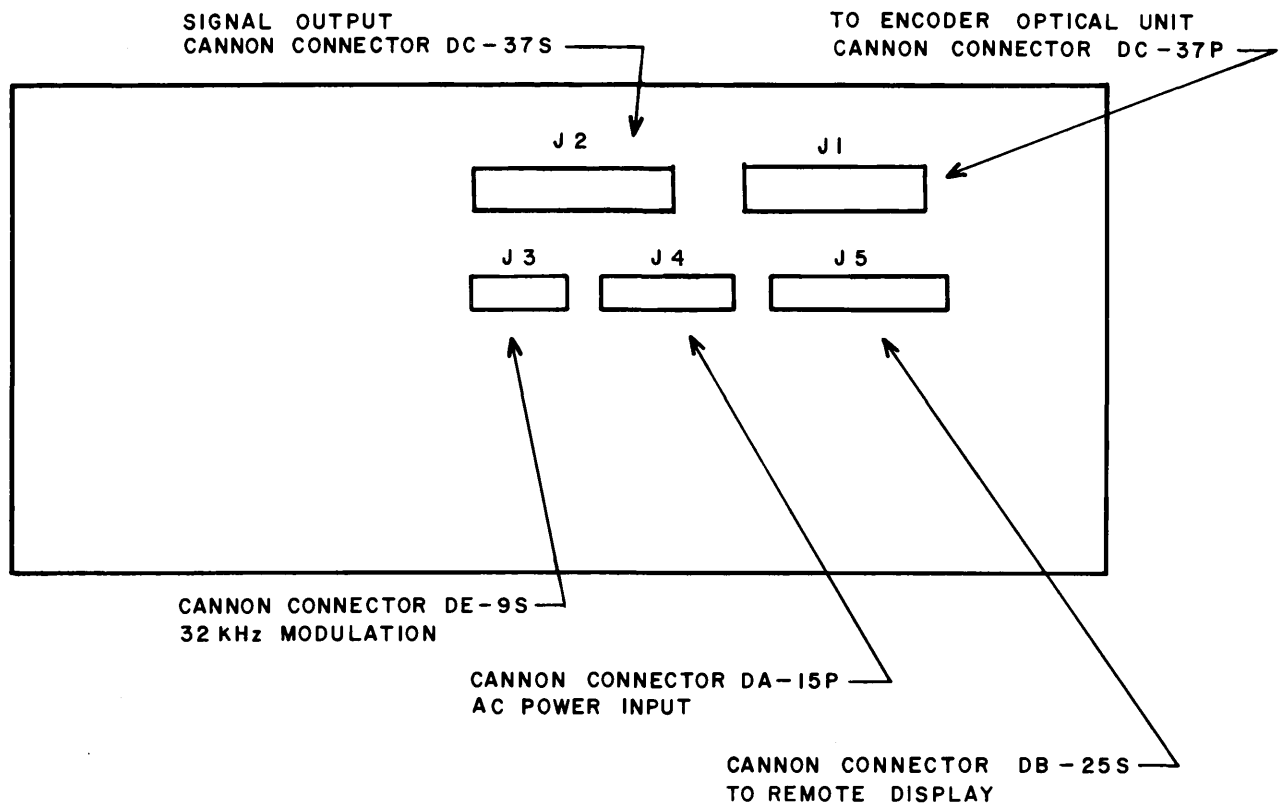 SIGNAL OUTPUT
CANNON CONNECTOR DC-37S
TO ENCODER OPTICAL UNIT
CANNON CONNECTOR DC-37P
J2
J1
J3
J4
J5
CANNON CONNECTOR DE-9S
32 KHz MODULATION
CANNON CONNECTOR DA-15P
AC POWER INPUT
CANNON CONNECTOR DB-25S
TO REMOTE DISPLAY